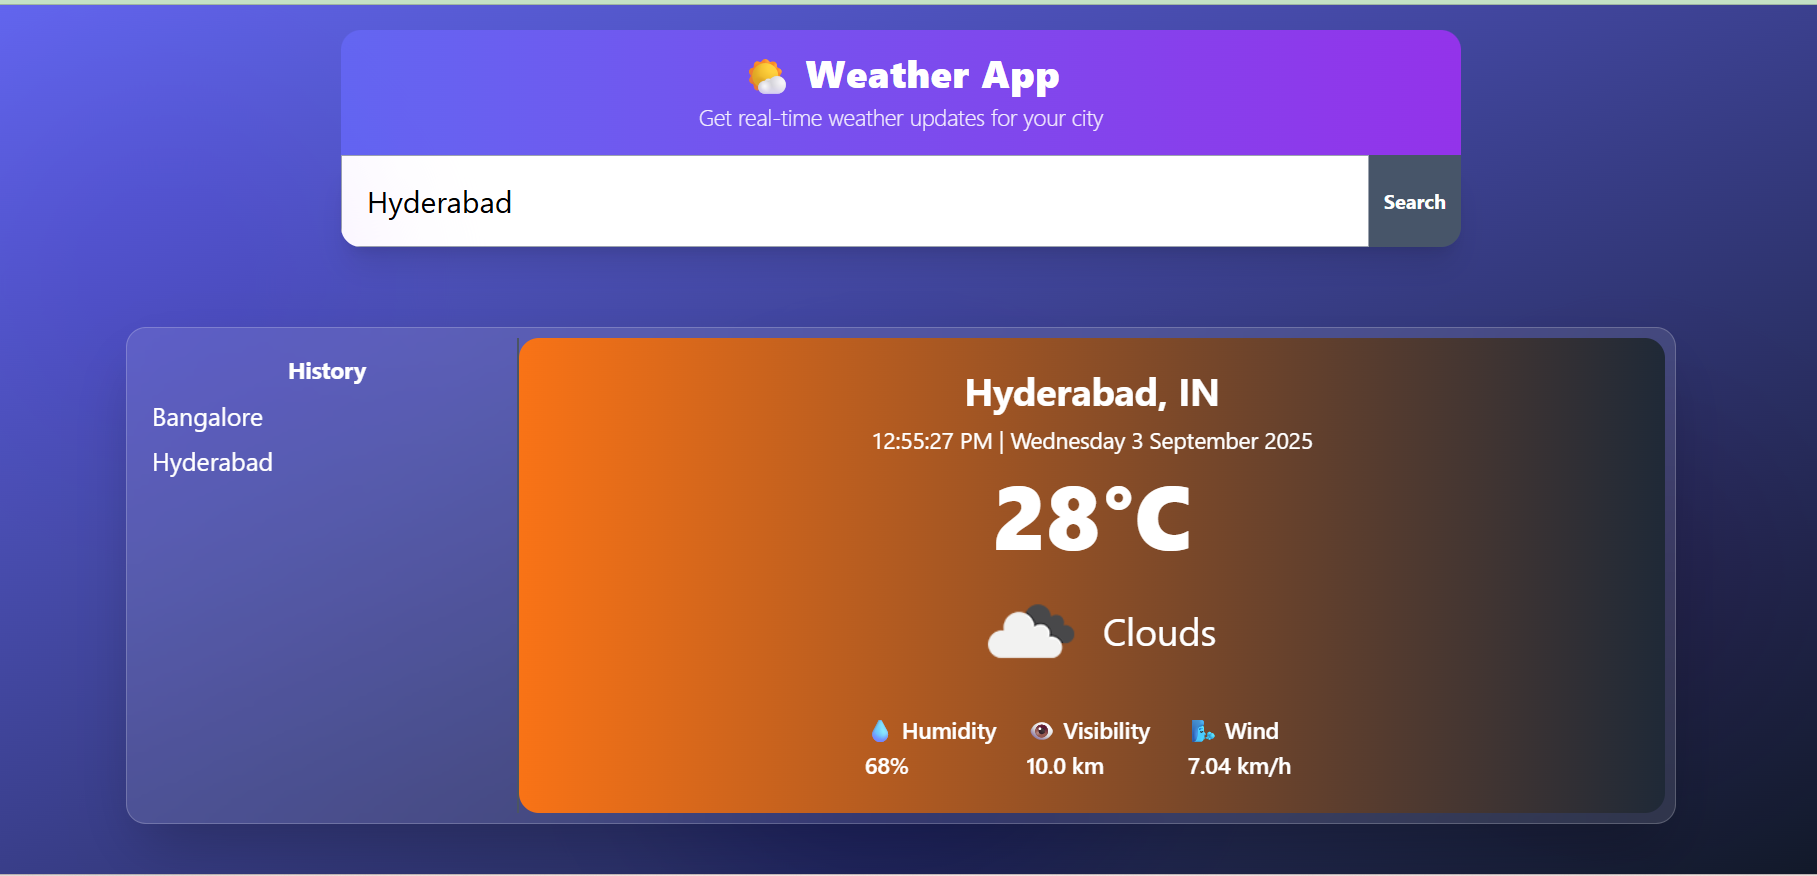 Weather App
Get real-time weather updates for your city
Hyderabad
Search
History
Bangalore
Hyderabad
Hyderabad, IN
12:55:27 PM | Wednesday 3 September 2025
28°C
Clouds
Humidity Visibility Wind
68% 10.0 km 7.04 km/h